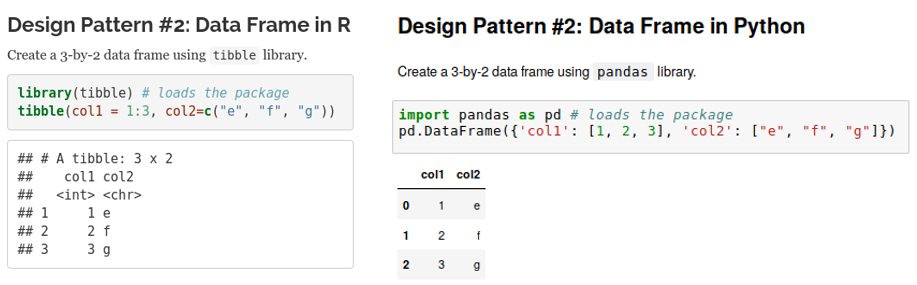 Design Pattern #2: Data Frame in R
Create a 3-by-2 data frame using tibble library.
library(tibble) # loads the package
tibble(col1 = 1:3, col2=c("e", "f", "g"))
## # A tibble: 3 x 2
##    col1 col2
##   <int> <chr>
## 1     1 e
## 2     2 f
## 3     3 g
Design Pattern #2: Data Frame in Python
Create a 3-by-2 data frame using pandas library.
import pandas as pd # loads the package
pd.DataFrame({'col1': [1, 2, 3], 'col2': ["e", "f", "g"]})
col1 col2
0 1 e
1 2 f
2 3 g